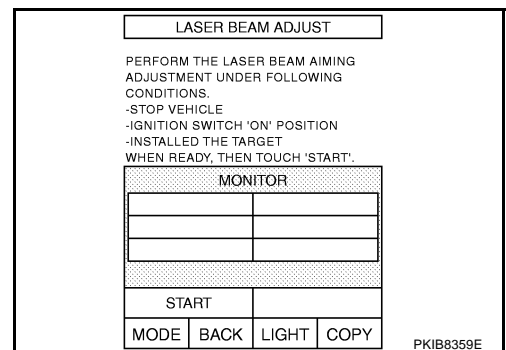 LASER BEAM ADJUST
PERFORM THE LASER BEAM AIMING
ADJUSTMENT UNDER FOLLOWING
CONDITIONS.
-STOP VEHICLE
-IGNITION SWITCH 'ON' POSITION
-INSTALLED THE TARGET
WHEN READY, THEN TOUCH 'START'.
MONITOR
START
MODE BACK LIGHT COPY
PKIB8359E